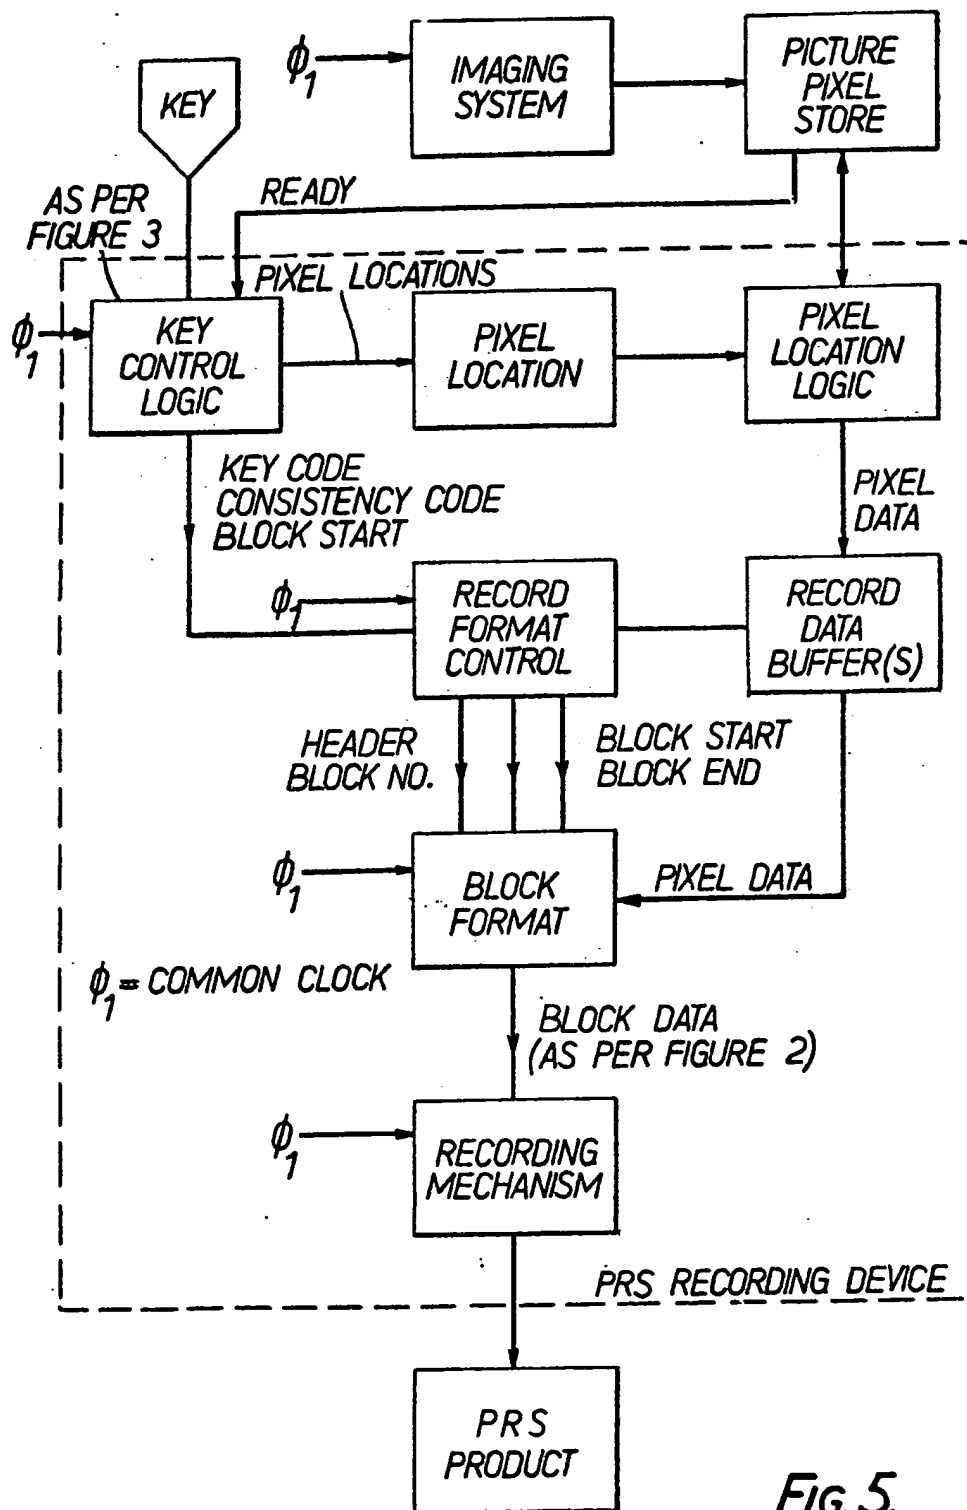 ϕ1
IMAGING
SYSTEM
PICTURE
PIXEL
STORE
KEY
READY
AS PER
FIGURE 3
PIXEL LOCATIONS
ϕ1
KEY
CONTROL
LOGIC
PIXEL
LOCATION
PIXEL
LOCATION
LOGIC
KEY CODE
CONSISTENCY CODE
BLOCK START
PIXEL
DATA
ϕ1
RECORD
FORMAT
CONTROL
RECORD
DATA
BUFFER(S)
HEADER
BLOCK NO.
BLOCK START
BLOCK END
ϕ1
BLOCK
FORMAT
PIXEL DATA
ϕ1 = COMMON CLOCK
BLOCK DATA
(AS PER FIGURE 2)
ϕ1
RECORDING
MECHANISM
PRS RECORDING DEVICE
PRS
PRODUCT
FIG. 5.